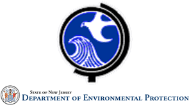 STATE OF NEW JERSEY
DEPARTMENT OF ENVIRONMENTAL PROTECTION